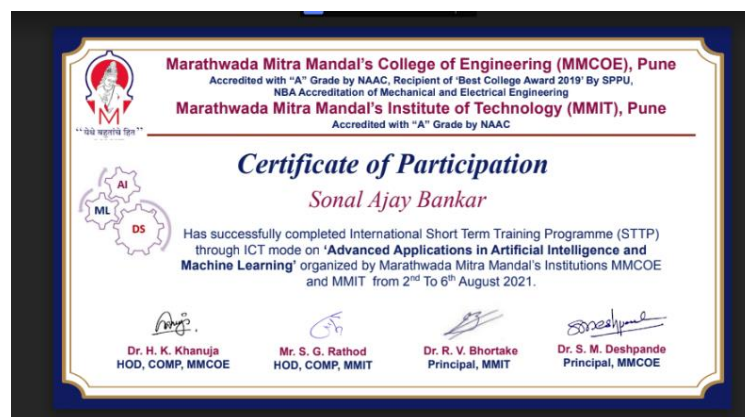 Marathwada Mitra Mandal's College of Engineering (MMCOE), Pune
Accredited with "A" Grade by NAAC, Recipient of 'Best College Award 2019' By SPPU,
NBA Accreditation of Mechanical and Electrical Engineering
Marathwada Mitra Mandal's Institute of Technology (MMIT), Pune
Accredited with "A" Grade by NAAC
M
‘‘येथे बहुतांचे हित’’
Certificate of Participation
Sonal Ajay Bankar
AI
ML
DS
Has successfully completed International Short Term Training Programme (STTP)
through ICT mode on 'Advanced Applications in Artificial Intelligence and
Machine Learning' organized by Marathwada Mitra Mandal's Institutions MMCOE
and MMIT from 2nd To 6th August 2021.
Dr. H. K. Khanuja
HOD, COMP, MMCOE
Mr. S. G. Rathod
HOD, COMP, MMIT
Dr. R. V. Bhortake
Principal, MMIT
Dr. S. M. Deshpande
Principal, MMCOE